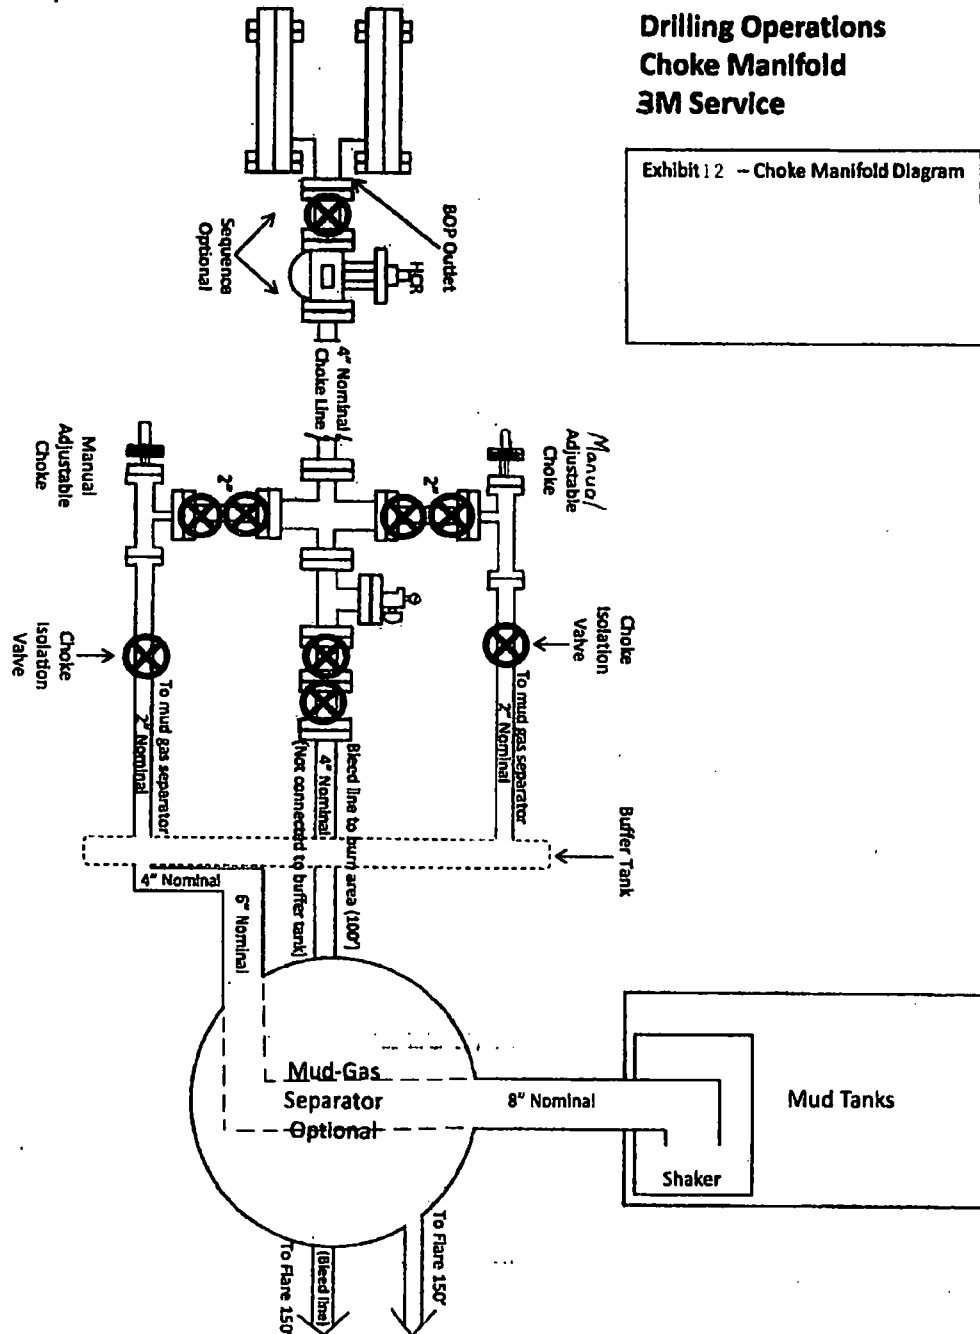 Drilling Operations
Choke Manifold
3M Service
Exhibit 12 – Choke Manifold Diagram
BOP Outlet
HCR
Sequence
Optional
4" Nominal
Choke Line
Manual
Adjustable
Choke
2"
2"
Manual
Adjustable
Choke
Choke
Isolation
Valve
Choke
Isolation
Valve
To mud gas separator
2" Nominal
Bleed line to burn area (100')
4" Nominal
(Not connected to buffer tank)
To mud gas separator
2" Nominal
Buffer Tank
4" Nominal
6" Nominal
Mud-Gas
Separator
Optional
8" Nominal
Mud Tanks
Shaker
To Flare 150'
(Bleed line)
To Flare 150'